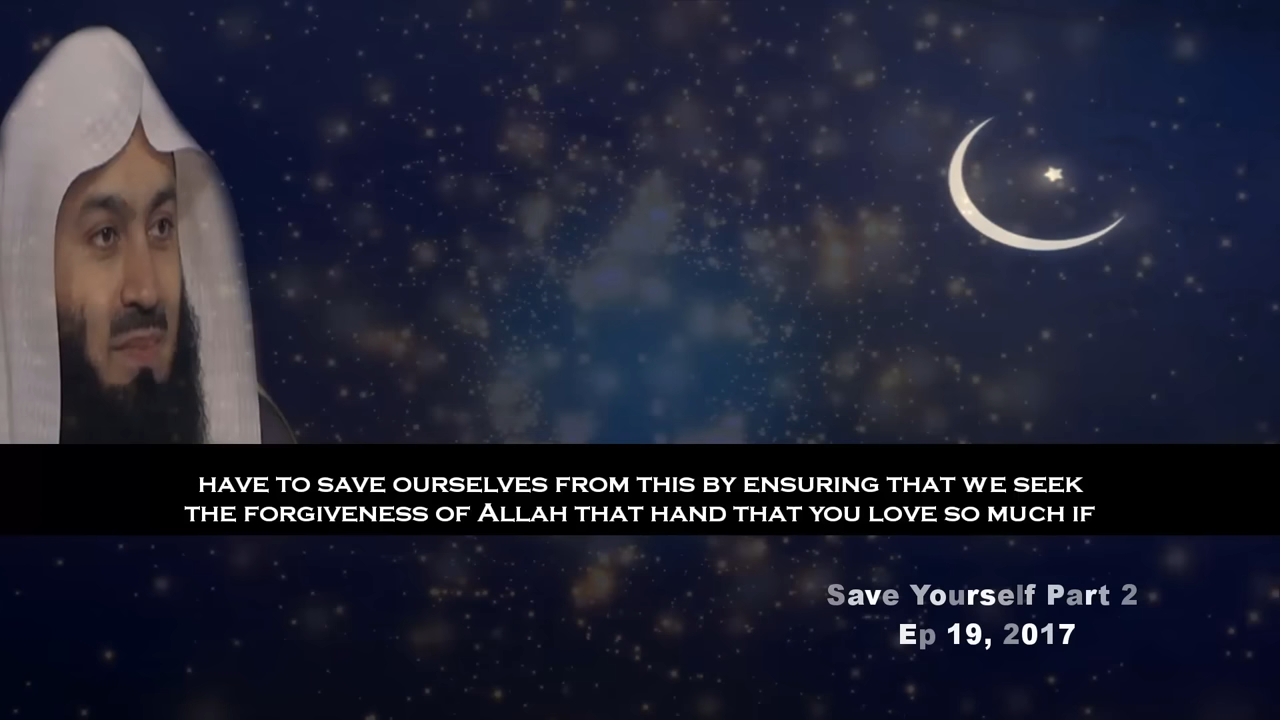 HAVE TO SAVE OURSELVES FROM THIS BY ENSURING THAT WE SEEK
THE FORGIVENESS OF ALLAH THAT HAND THAT YOU LOVE SO MUCH IF
Save Yourself Part 2
Ep 19, 2017